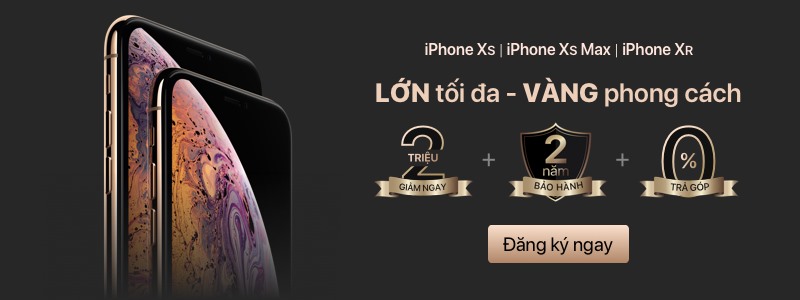 iPhone Xs | iPhone Xs Max | iPhone XR
LỚN tối đa - VÀNG phong cách
2
TRIỆU
GIẢM NGAY
+
2
năm
BẢO HÀNH
+
0
%
TRẢ GÓP
Đăng ký ngay